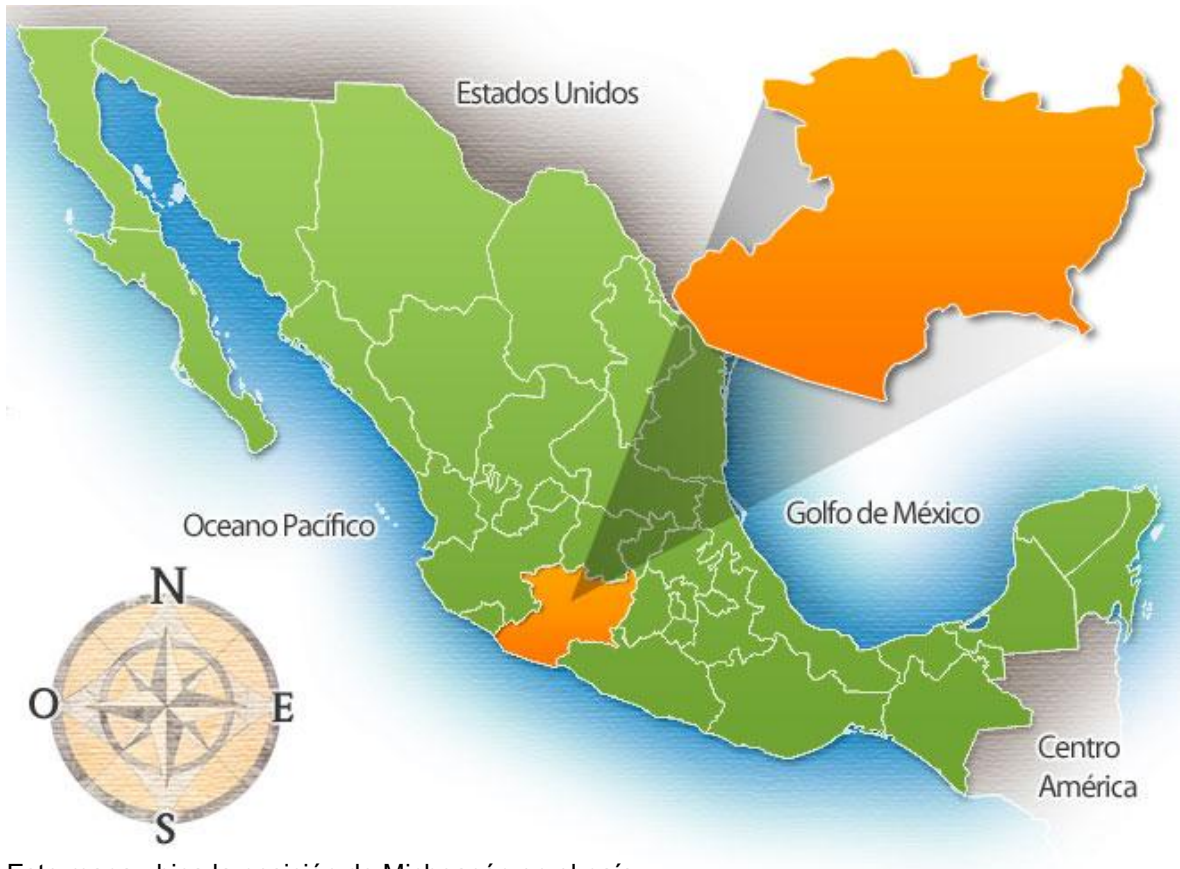 Estados Unidos
Oceano Pacífico
Golfo de México
N
O
E
S
Centro
América